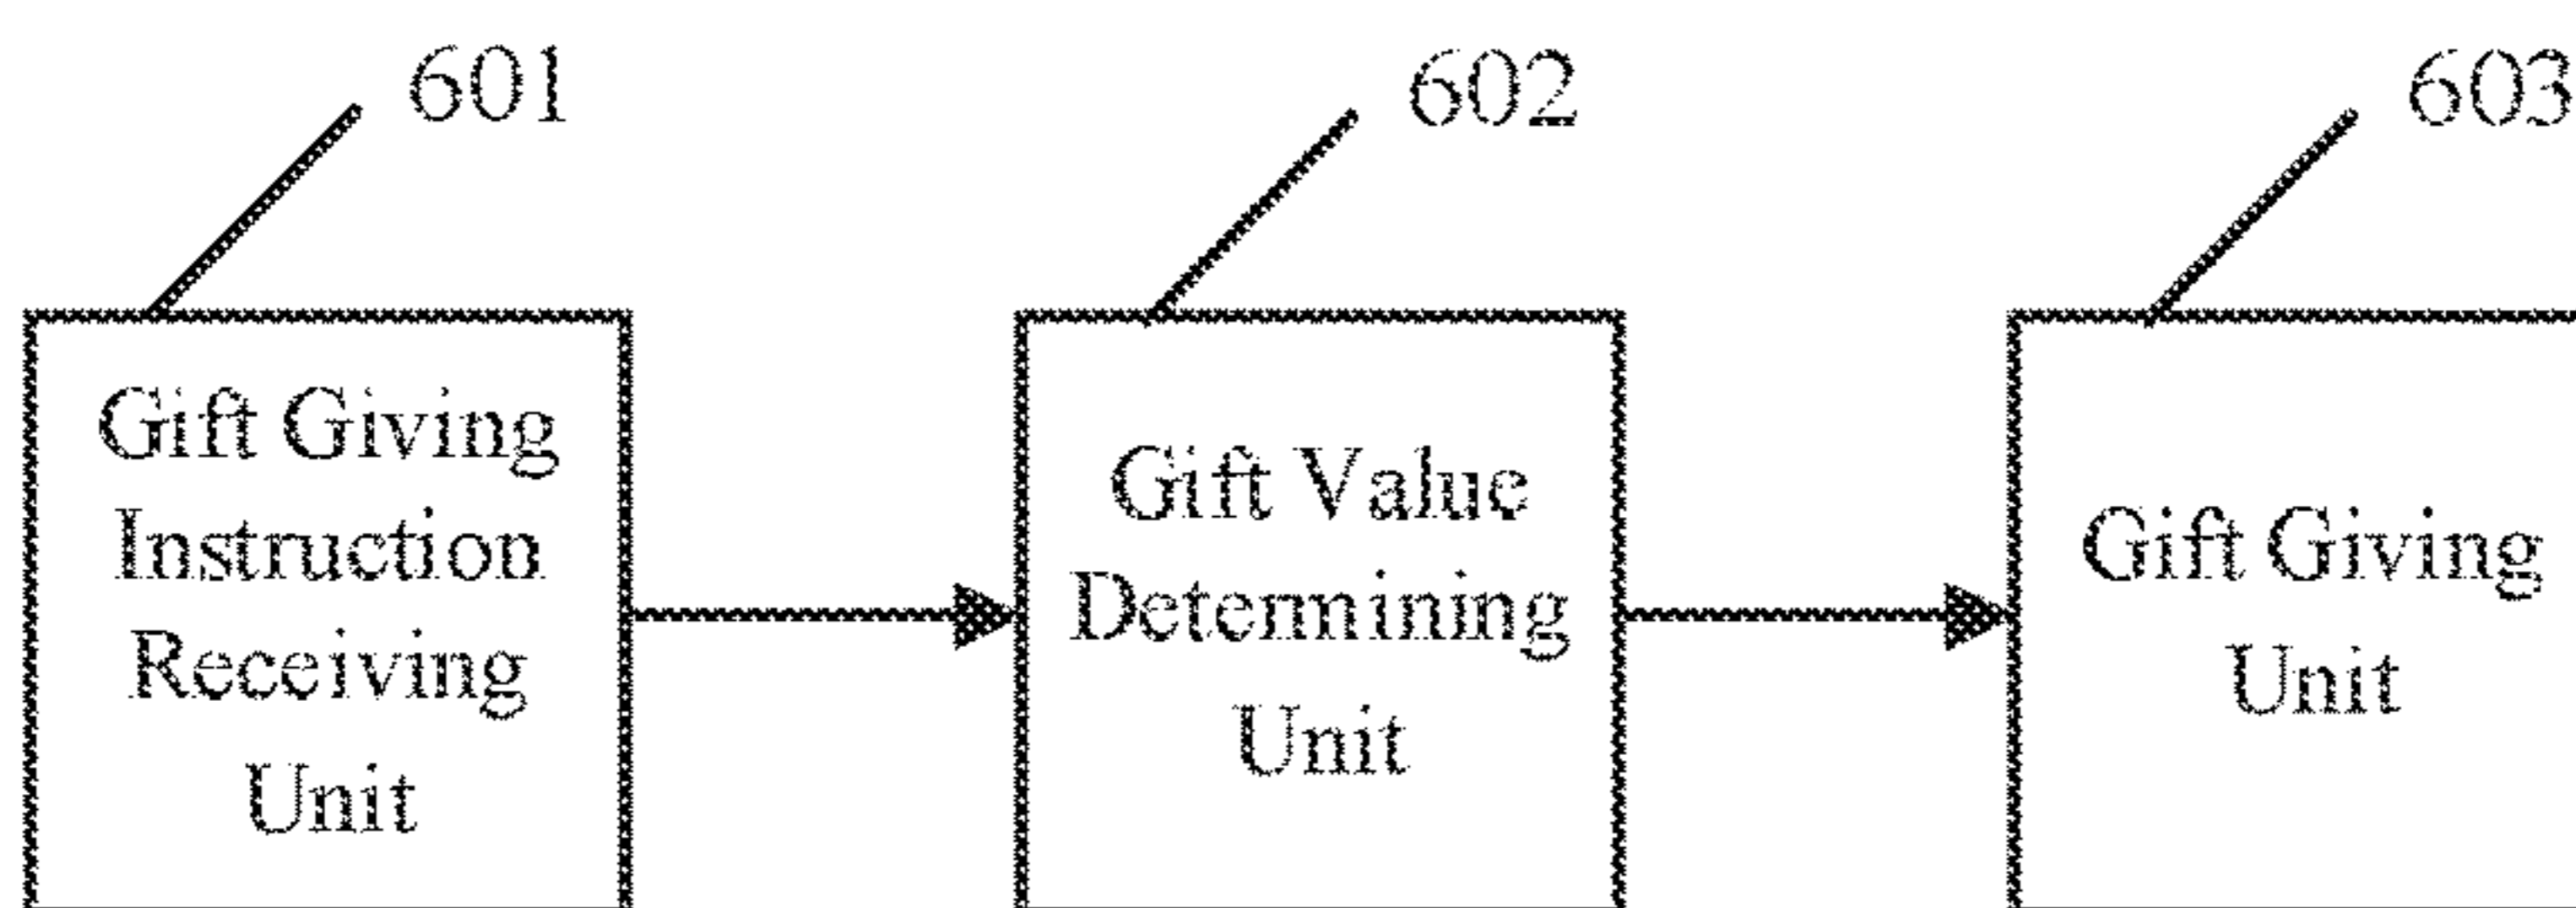 601
602
603
Gift Giving
Instruction
Receiving
Unit
Gift Value
Determining
Unit
Gift Giving
Unit